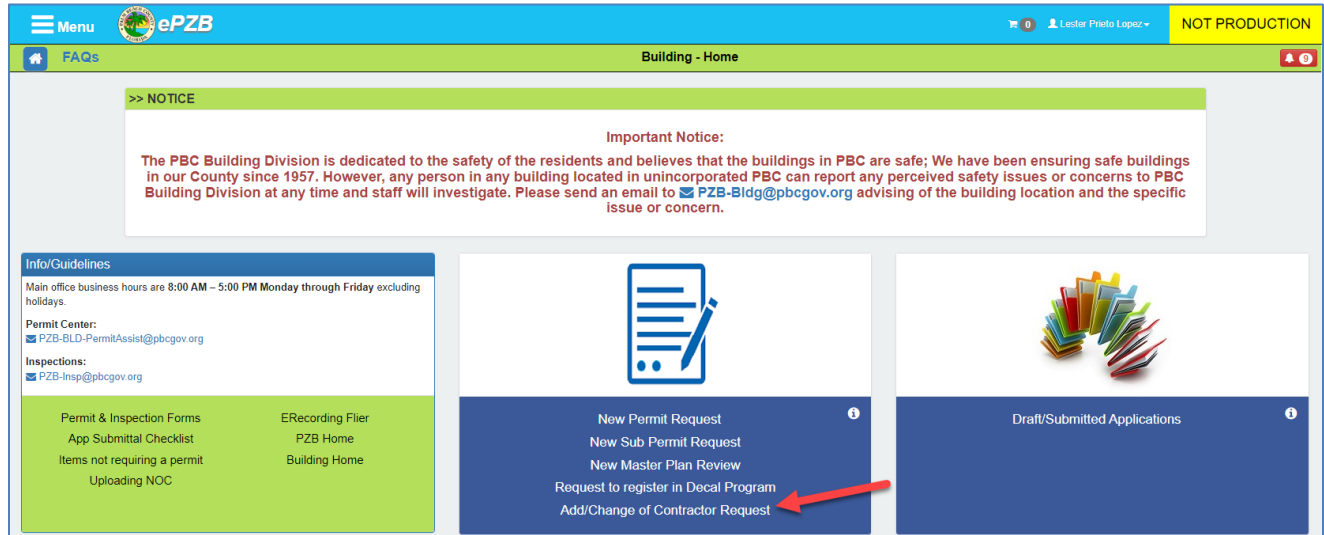 Menu
ePZB
0
Lester Prieto Lopez
NOT PRODUCTION
FAQs
Building - Home
9
>> NOTICE
Important Notice:
The PBC Building Division is dedicated to the safety of the residents and believes that the buildings in PBC are safe; We have been ensuring safe buildings
in our County since 1957. However, any person in any building located in unincorporated PBC can report any perceived safety issues or concerns to PBC
Building Division at any time and staff will investigate. Please send an email to PZB-Bldg@pbcgov.org advising of the building location and the specific
issue or concern.
Info/Guidelines
Main office business hours are 8:00 AM – 5:00 PM Monday through Friday excluding
holidays.
Permit Center:
PZB-BLD-PermitAssist@pbcgov.org
Inspections:
PZB-Insp@pbcgov.org
Permit & Inspection Forms
App Submittal Checklist
Items not requiring a permit
Uploading NOC
ERecording Flier
PZB Home
Building Home
New Permit Request
New Sub Permit Request
New Master Plan Review
Request to register in Decal Program
Add/Change of Contractor Request
Draft/Submitted Applications